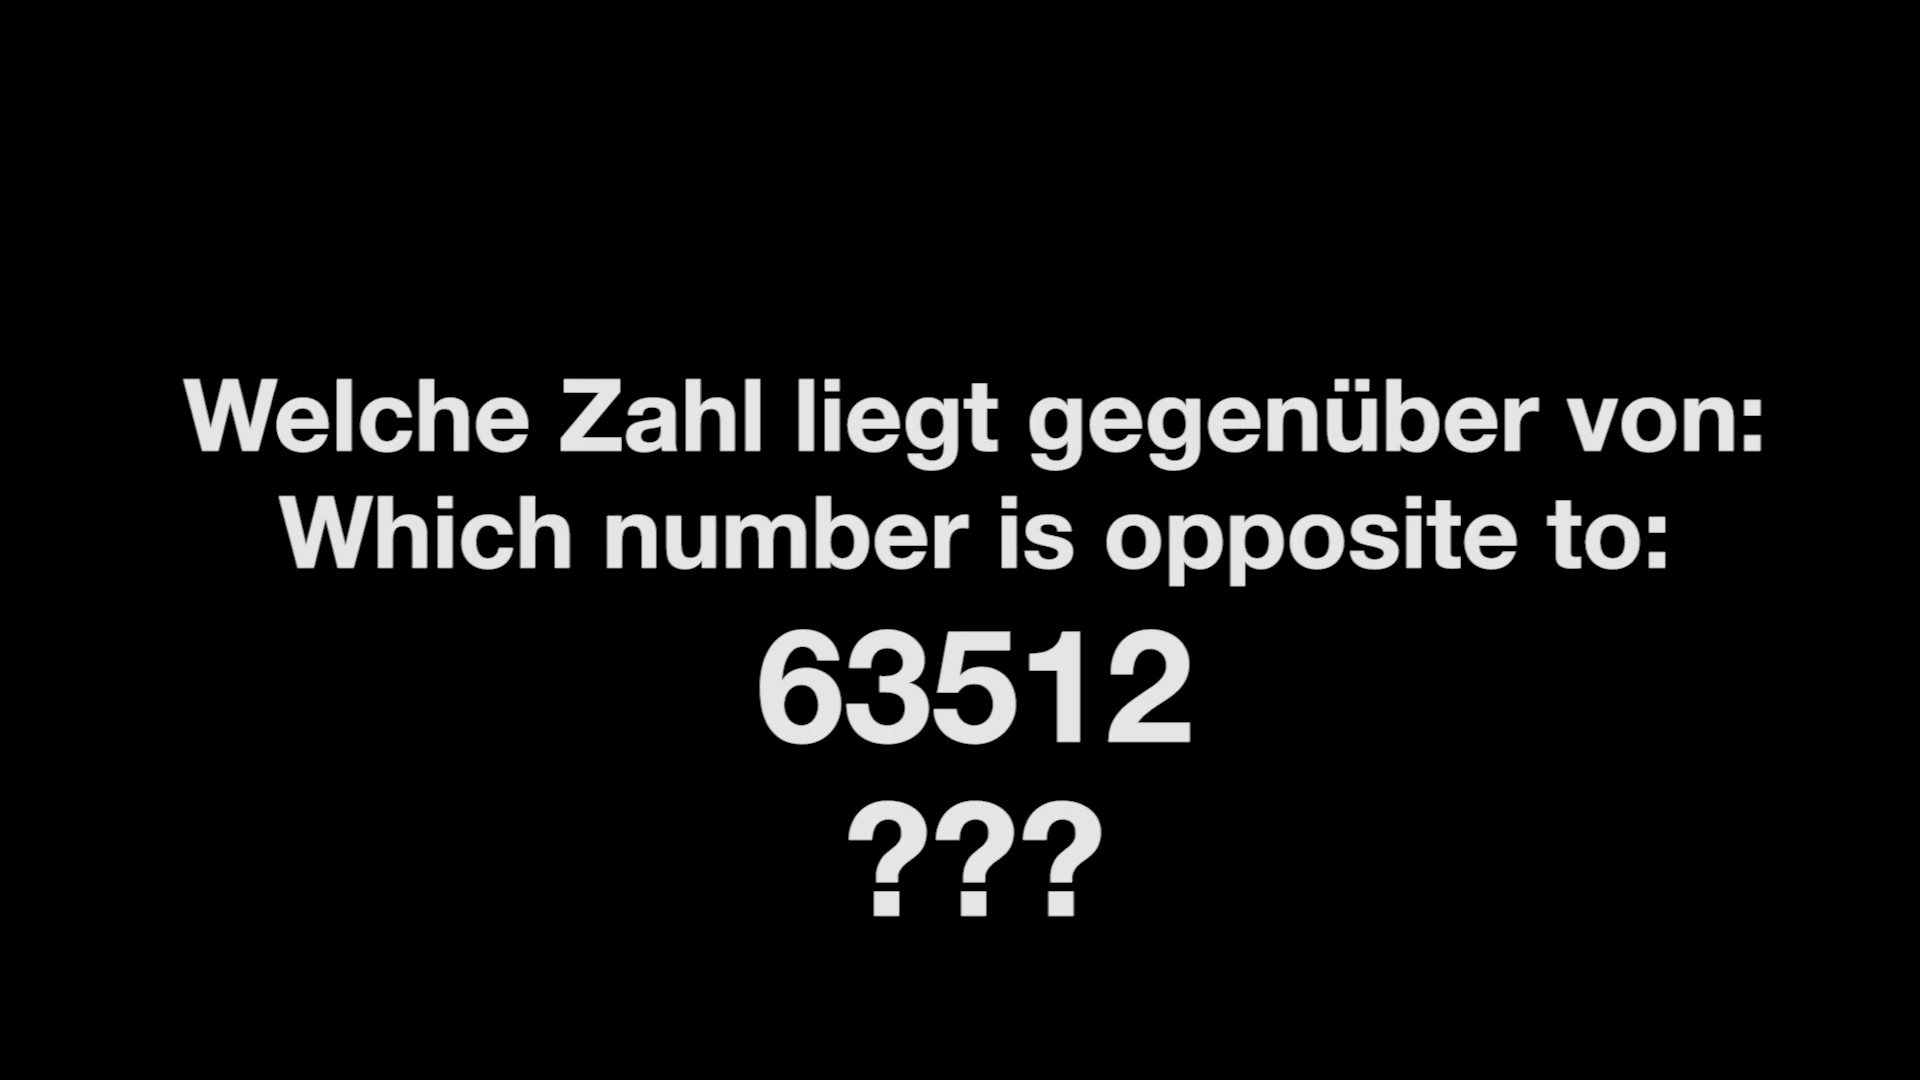 Welche Zahl liegt gegenüber von:
Which number is opposite to:
63512
???